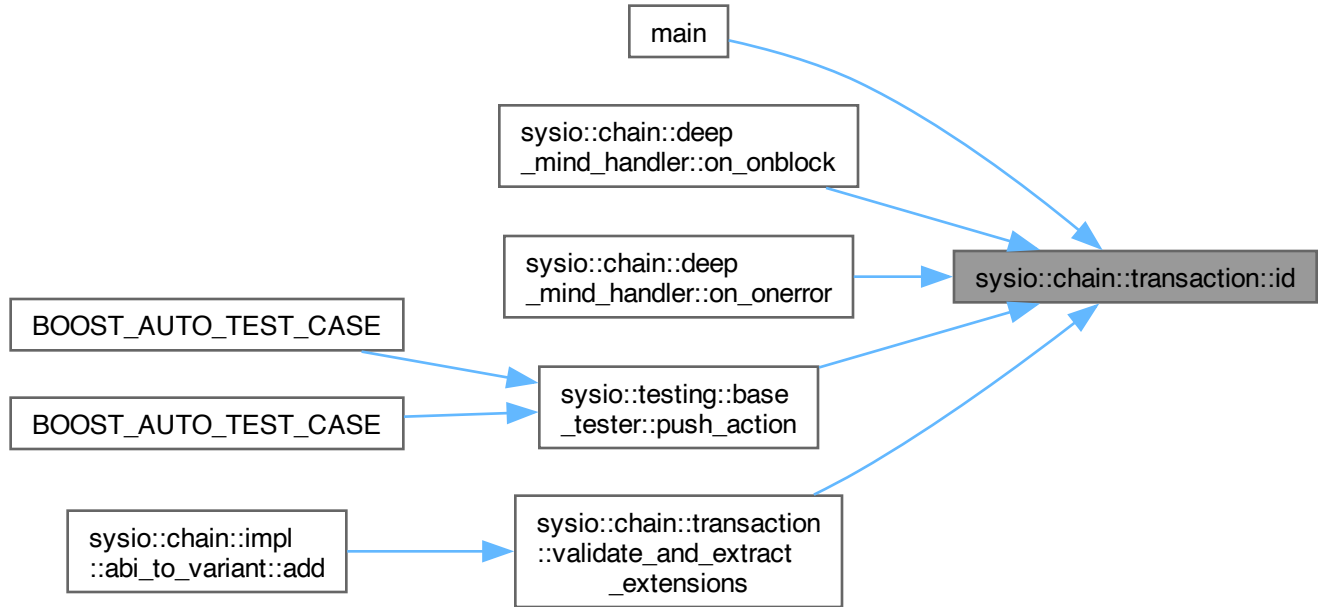 main
sysio::chain::deep
_mind_handler::on_onblock
sysio::chain::deep
_mind_handler::on_onerror
sysio::chain::transaction::id
BOOST_AUTO_TEST_CASE
BOOST_AUTO_TEST_CASE
sysio::testing::base
_tester::push_action
sysio::chain::impl
::abi_to_variant::add
sysio::chain::transaction
::validate_and_extract
_extensions